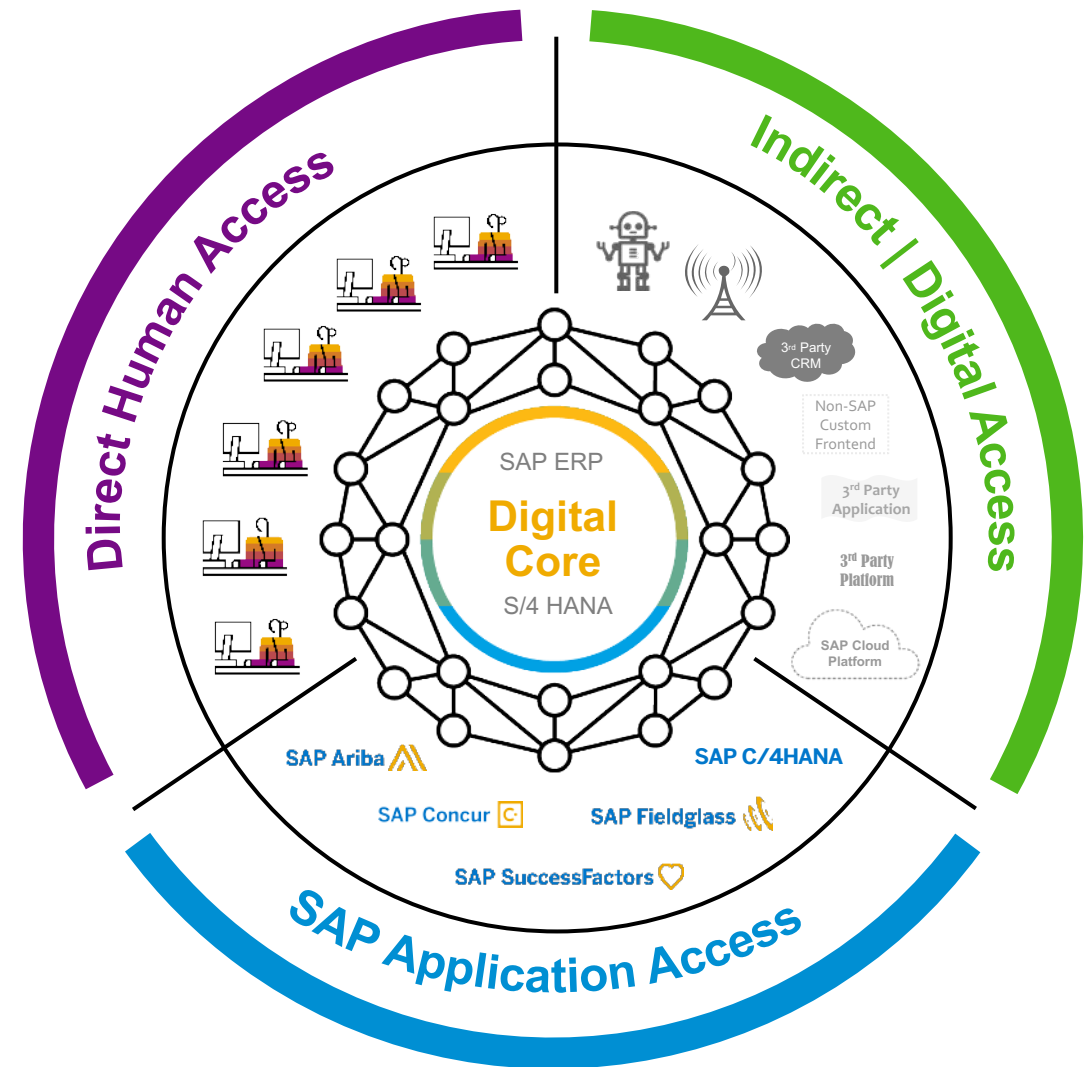 Direct Human Access
Indirect | Digital Access
3rd Party
CRM
Non-SAP
Custom
Frontend
3rd Party
Application
3rd Party
Platform
SAP Cloud
Platform
SAP ERP
Digital
Core
S/4 HANA
SAP Ariba
SAP C/4HANA
SAP Concur C·
SAP Fieldglass
SAP SuccessFactors
SAP Application Access